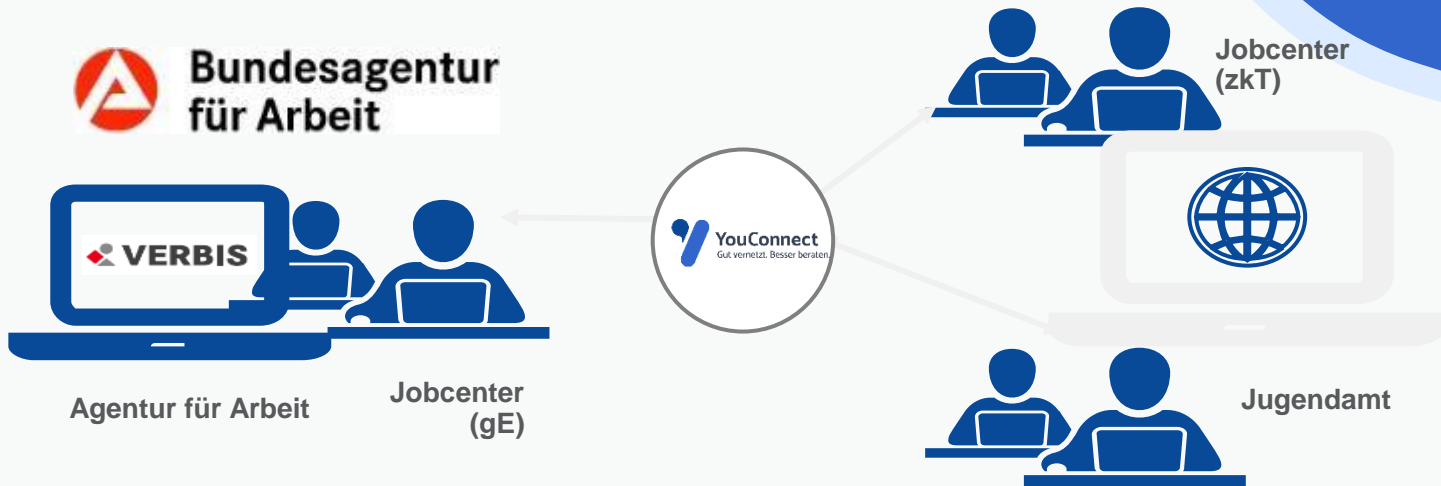 Bundesagentur
für Arbeit
VERBIS
Agentur für Arbeit
Jobcenter
(gE)
YouConnect
Gut vernetzt. Besser beraten.
Jobcenter
(zkT)
Jugendamt